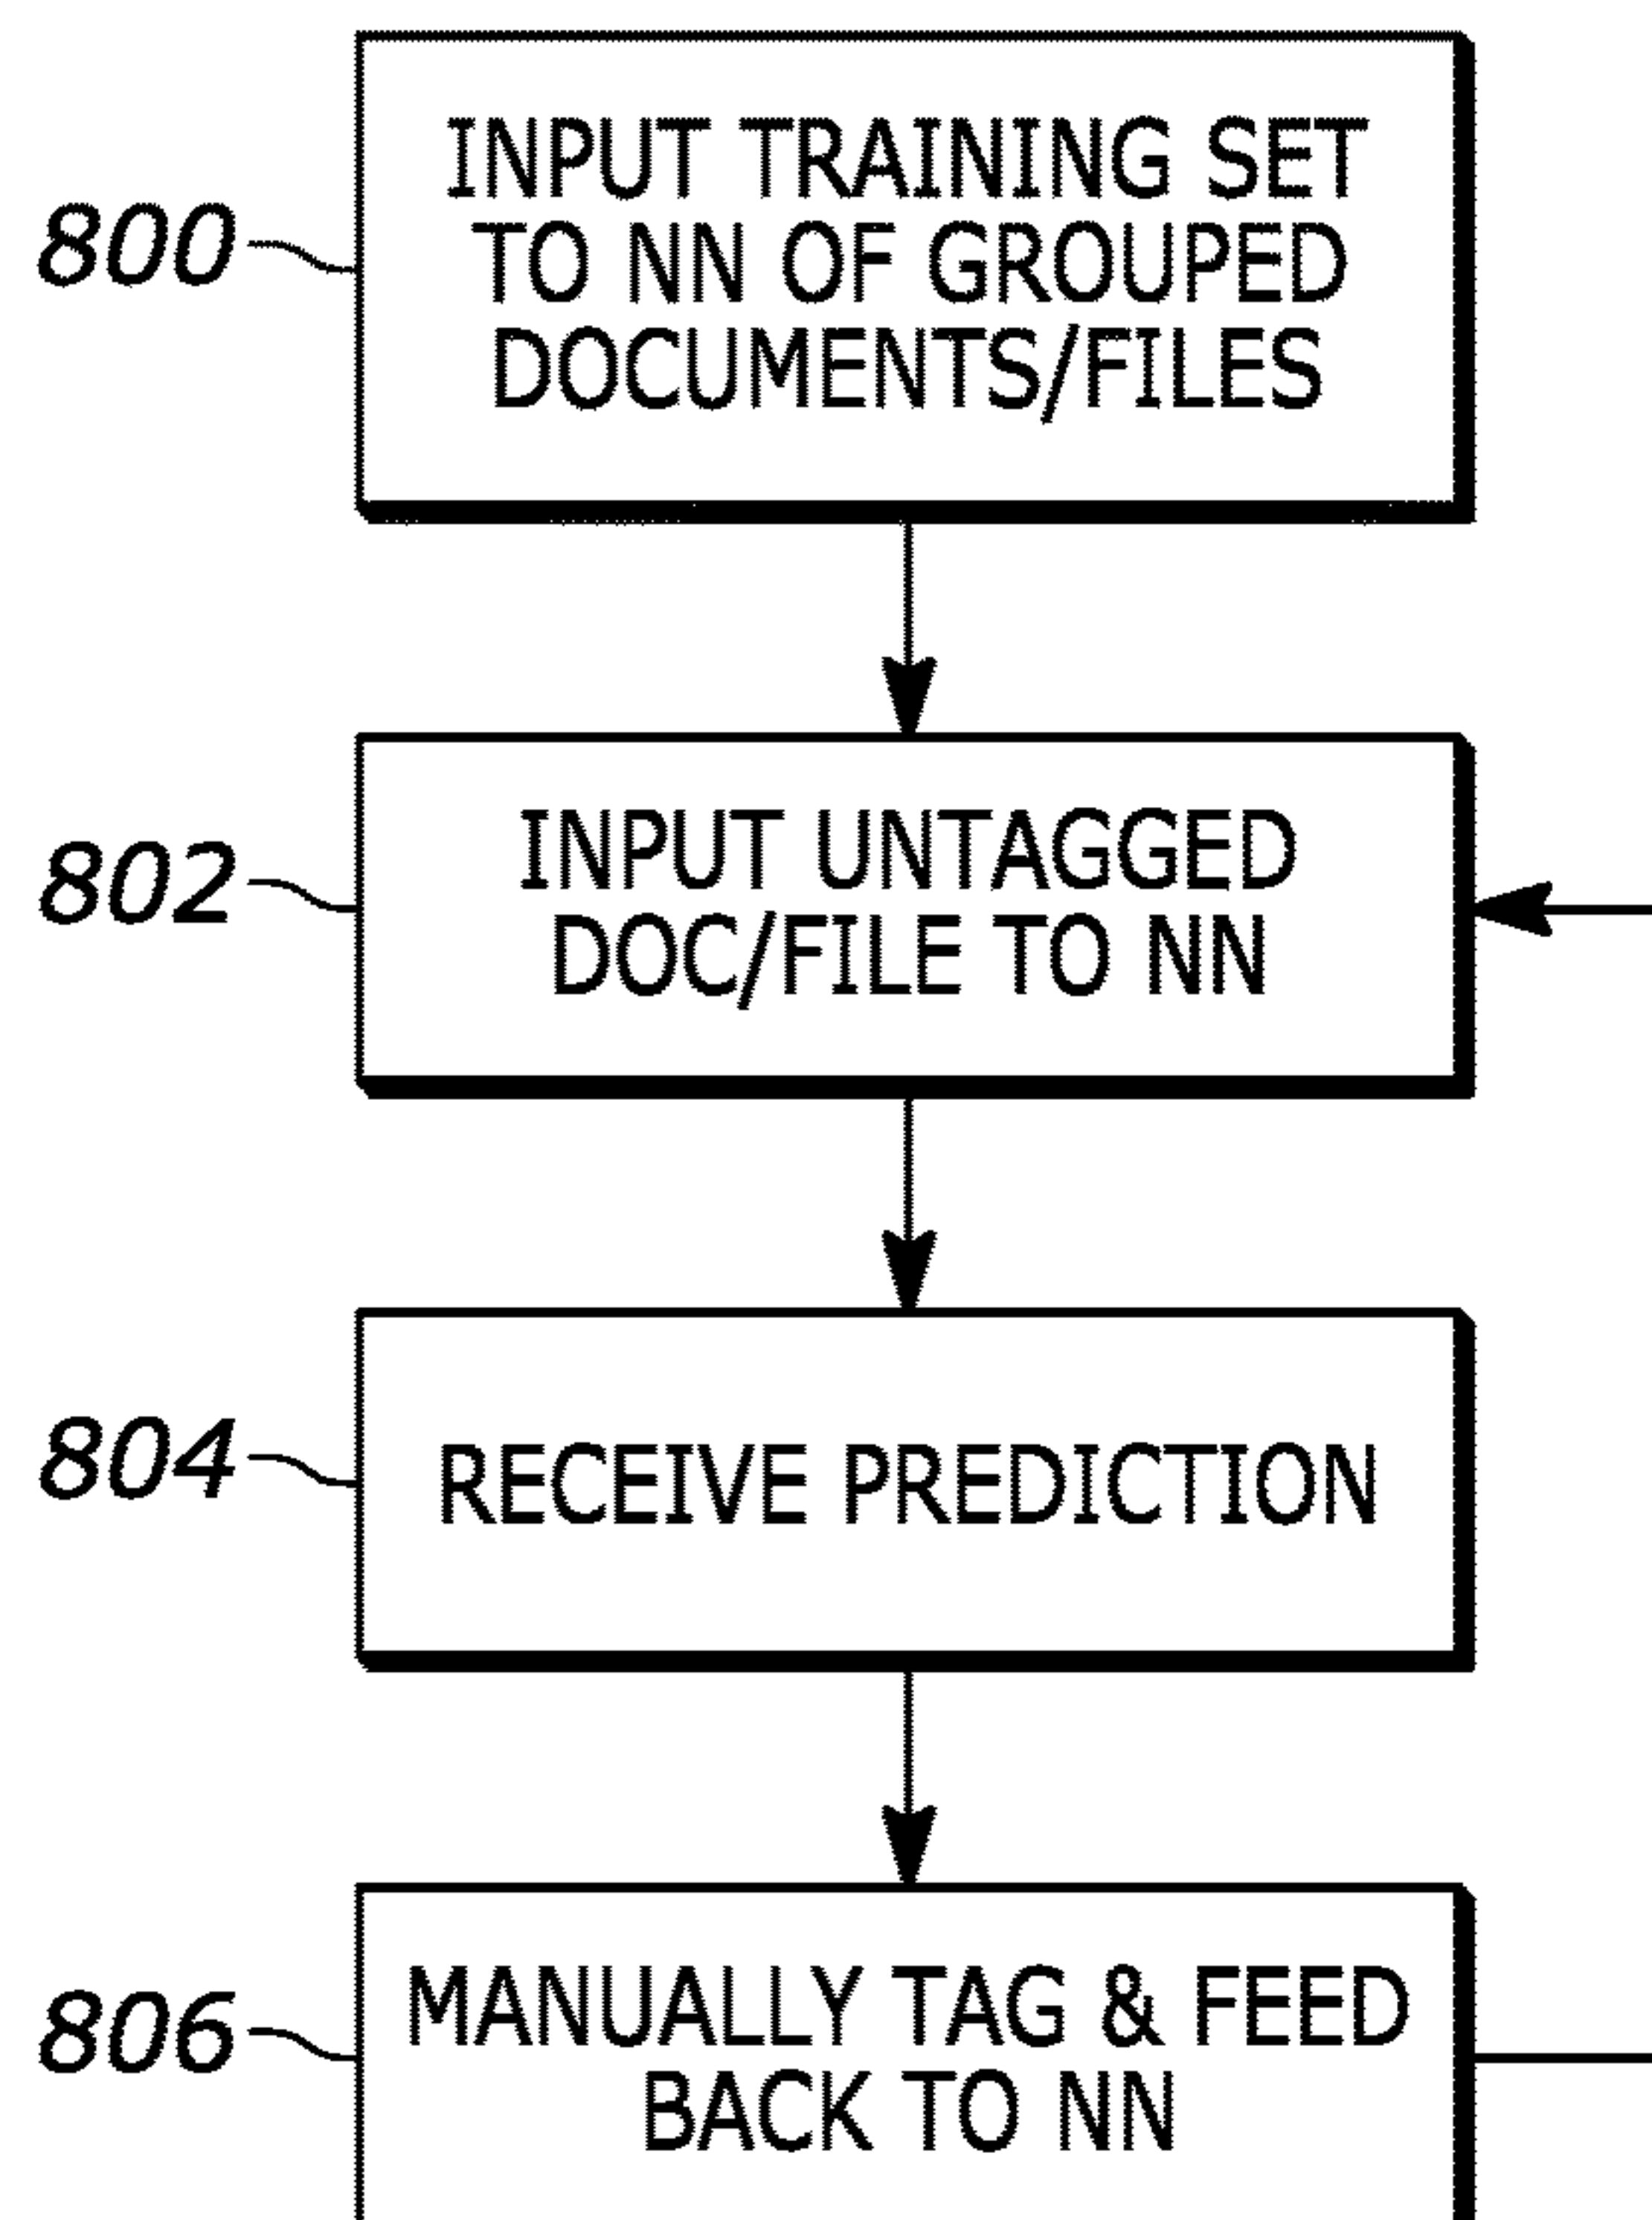 800
INPUT TRAINING SET
TO NN OF GROUPED
DOCUMENTS/FILES
802
INPUT UNTAGGED
DOC/FILE TO NN
804
RECEIVE PREDICTION
806
MANUALLY TAG & FEED
BACK TO NN